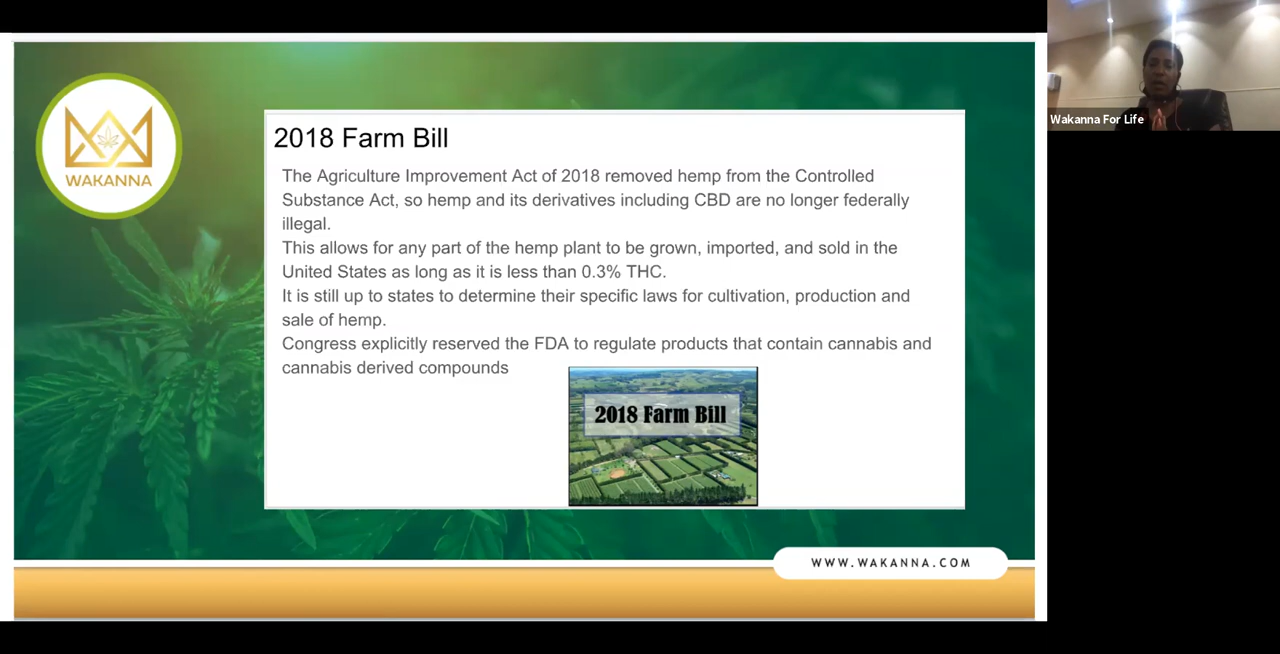 WAKANNA
2018 Farm Bill
The Agriculture Improvement Act of 2018 removed hemp from the Controlled
Substance Act, so hemp and its derivatives including CBD are no longer federally
illegal.
This allows for any part of the hemp plant to be grown, imported, and sold in the
United States as long as it is less than 0.3% THC.
It is still up to states to determine their specific laws for cultivation, production and
sale of hemp.
Congress explicitly reserved the FDA to regulate products that contain cannabis and
cannabis derived compounds
2018 Farm Bill
WWW.WAKANNA.COM
Wakanna For Life